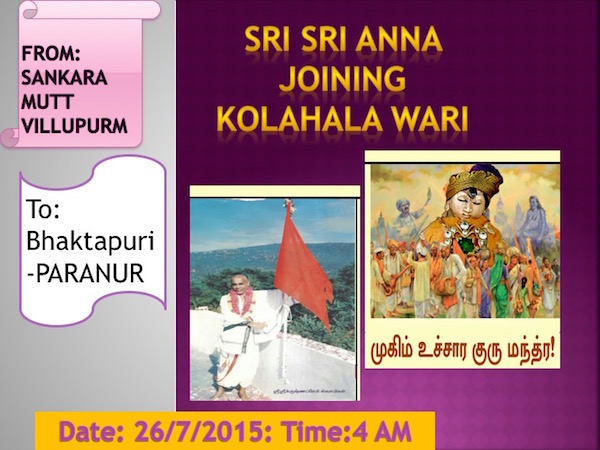 FROM:
SANKARA
MUTT
VILLUPURM
SRI SRI ANNA
JOINING
KOLAHALA WARI
To:
Bhaktapuri
-PARANUR
முகிம் உச்சார குரு மந்த்ர!
Date: 26/7/2015: Time:4 AM